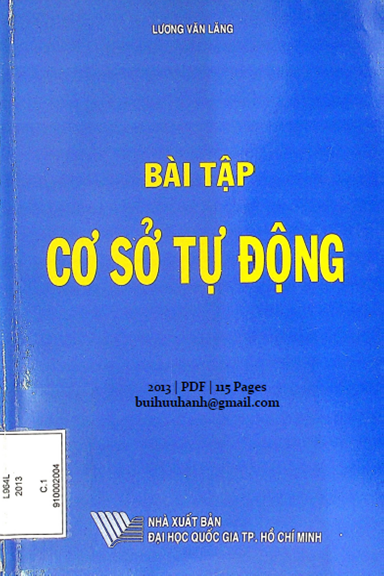 LƯƠNG VĂN LĂNG
BÀI TẬP
CƠ SỞ TỰ ĐỘNG
2013 | PDF | 115 Pages
buihuuhanh@gmail.com
L964L
2013
C.1
910002004
NHÀ XUẤT BẢN
ĐẠI HỌC QUỐC GIA TP. HỒ CHÍ MINH